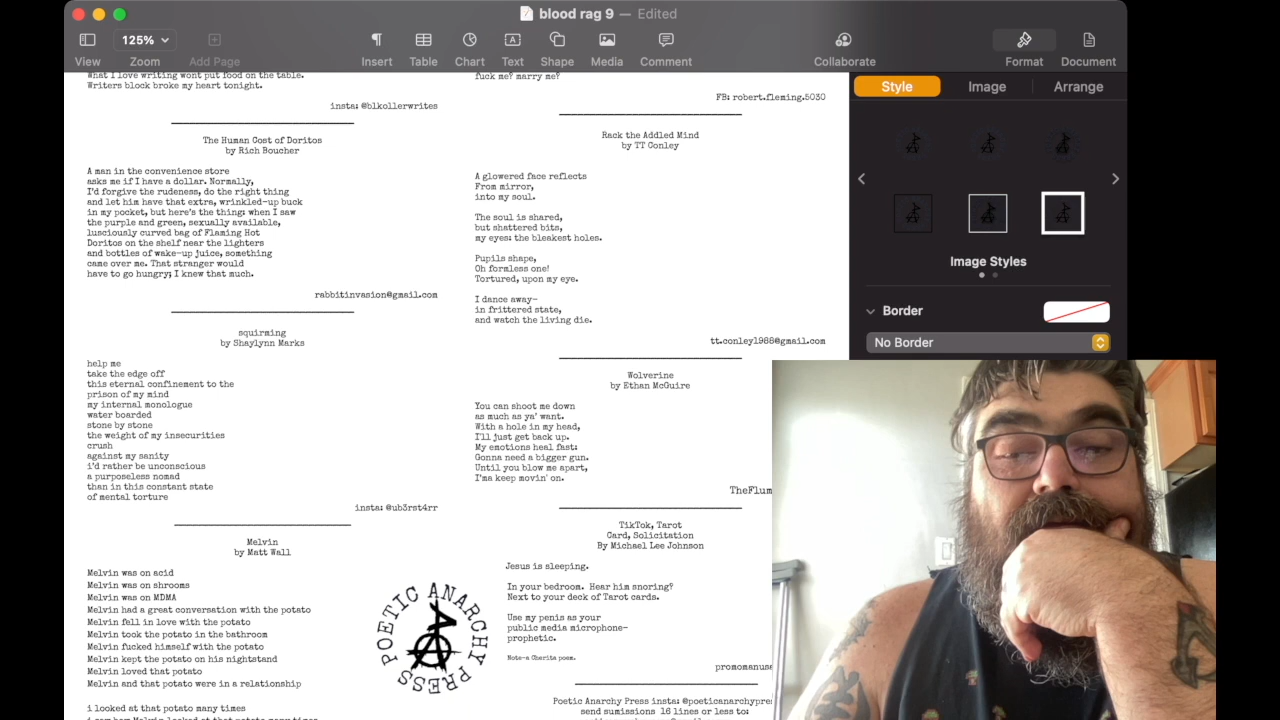 blood rag 9 — Edited
125%
View
Zoom
Add Page
Insert
Table
Chart
Text
Shape
Media
Comment
Collaborate
Format
Document
What I love writing wont put food on the table.
Writers block broke my heart tonight.
insta: @blkollerwrites
The Human Cost of Doritos
by Rich Boucher
A man in the convenience store
asks me if I have a dollar. Normally,
I'd forgive the rudeness, do the right thing
and let him have that extra, wrinkled-up buck
in my pocket, but here's the thing: when I saw
the purple and green, sexually available,
lusciously curved bag of Flaming Hot
Doritos on the shelf near the lighters
and bottles of wake-up juice, something
came over me. That stranger would
have to go hungry; I knew that much.
rabbitinvasion@gmail.com
squirming
by Shaylynn Marks
help me
take the edge off
this eternal confinement to the
prison of my mind
my internal monologue
water boarded
stone by stone
the weight of my insecurities
crush
against my sanity
i'd rather be unconscious
a purposeless nomad
than in this constant state
of mental torture
insta: @ub3rst4rr
Melvin
by Matt Wall
Melvin was on acid
Melvin was on shrooms
Melvin was on MDMA
Melvin had a great conversation with the potato
Melvin fell in love with the potato
Melvin took the potato in the bathroom
Melvin fucked himself with the potato
Melvin kept the potato on his nightstand
Melvin loved that potato
Melvin and that potato were in a relationship
i looked at that potato many times
i saw how Melvin looked at that potato many times
POETIC ANARCHY PRESS
fuck me? marry me?
FB: robert.fleming.5030
Rack the Addled Mind
by TT Conley
A glowered face reflects
From mirror,
into my soul.
The soul is shared,
but shattered bits,
my eyes: the bleakest holes.
Pupils shape,
Oh formless one!
Tortured, upon my eye.
I dance away—
in frittered state,
and watch the living die.
tt.conley1988@gmail.com
Wolverine
by Ethan McGuire
You can shoot me down
as much as ya' want.
With a hole in my head,
I'll just get back up.
My emotions heal fast:
Gonna need a bigger gun.
Until you blow me apart,
I'ma keep movin' on.
TheFlum
TikTok, Tarot
Card, Solicitation
By Michael Lee Johnson
Jesus is sleeping.
In your bedroom. Hear him snoring?
Next to your deck of Tarot cards.
Use my penis as your
public media microphone—
prophetic.
Note-a Cherita poem.
promomanusa
Poetic Anarchy Press insta: @poeticanarchypres
send sumissions 16 lines or less to:
Style
Image
Arrange
Image Styles
Border
No Border